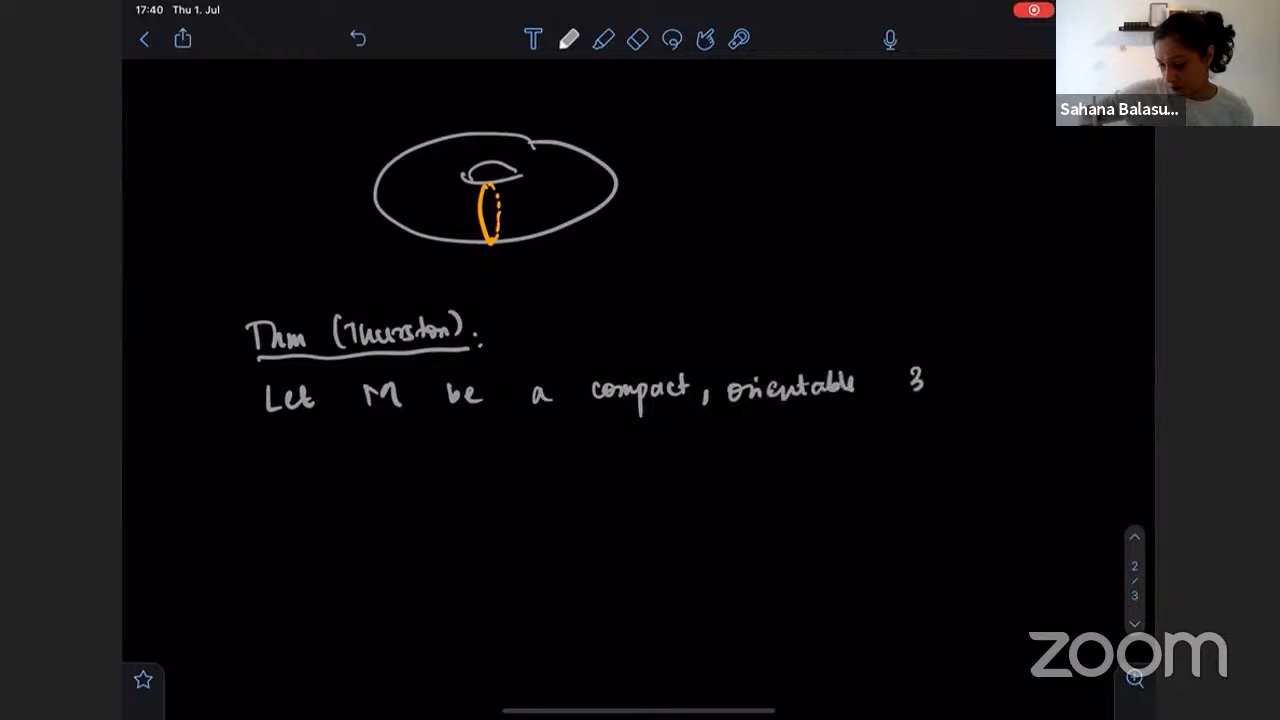 17:40 Thu 1. Jul
T
Sahana Balasu...
Thm (Thurston):
Let M be a compact, orientable 3
2
/
3
zoom